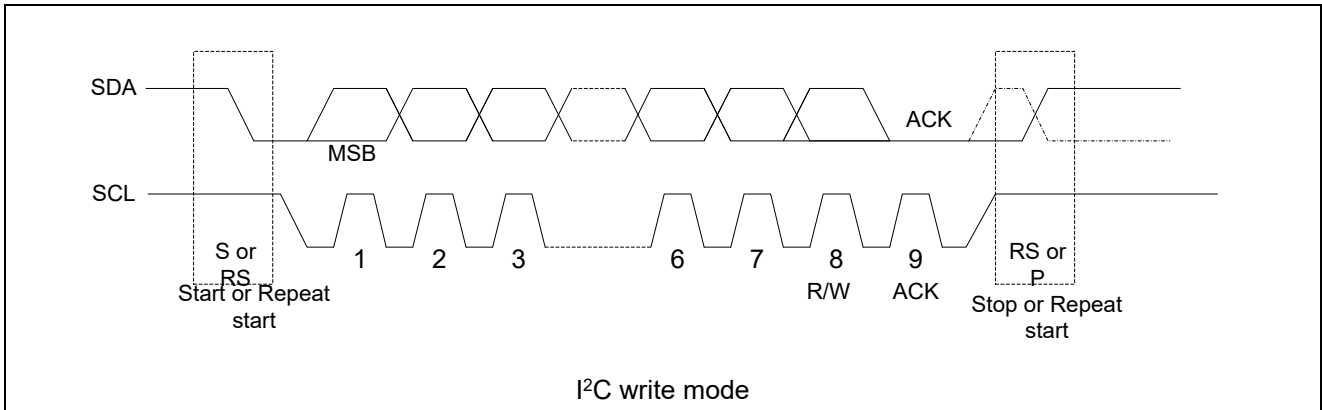 SDA
ACK
MSB
SCL
S or
RS
1 2 3 6 7 8 9
RS or
P
Start or Repeat
start
R/W ACK
Stop or Repeat
start
I²C write mode